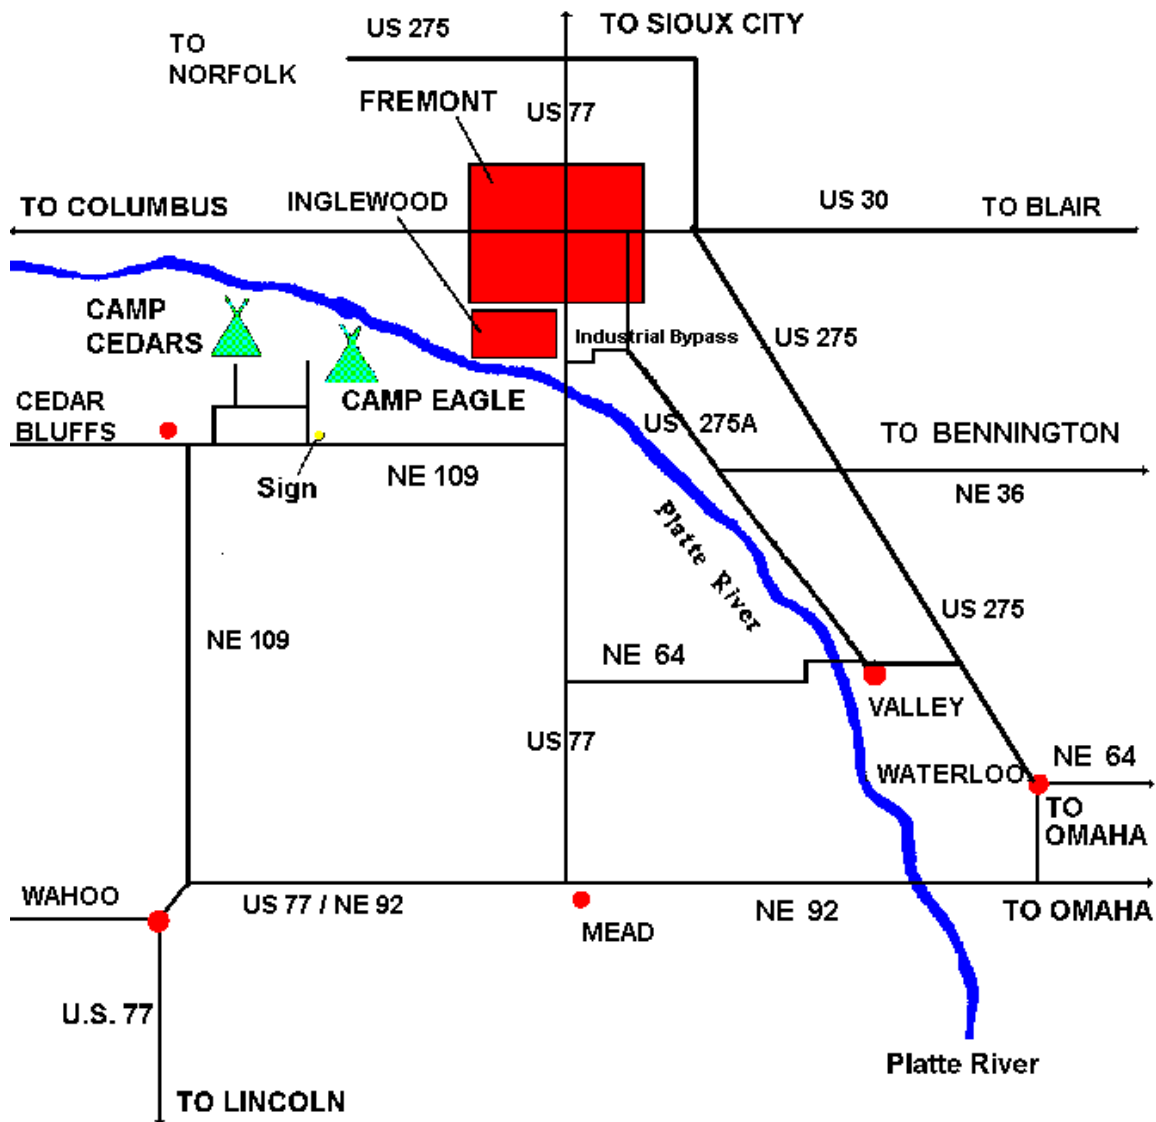 US 275
TO SIOUX CITY
TO
NORFOLK
FREMONT
US 77
INGLEWOOD
TO COLUMBUS
US 30
TO BLAIR
CAMP
CEDARS
Industrial Bypass
US 275
CEDAR
BLUFFS
CAMP EAGLE
US 275A
TO BENNINGTON
Sign
NE 109
NE 36
Platte River
NE 109
US 275
NE 64
VALLEY
US 77
WATERLOO
NE 64
TO
OMAHA
WAHOO
US 77 / NE 92
MEAD
NE 92
TO OMAHA
U.S. 77
Platte River
TO LINCOLN